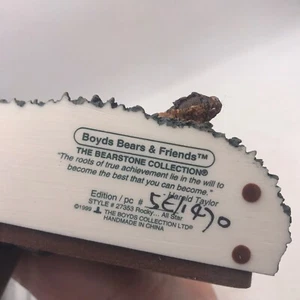 Boyds Bears & Friends™
THE BEARSTONE COLLECTION®
"The roots of true achievement lie in the will to
become the best that you can become."
-Harold Taylor
Edition / pc # 5E/1490
STYLE # 27353 Rocky... All Star
©1999 THE BOYDS COLLECTION LTD®
HANDMADE IN CHINA